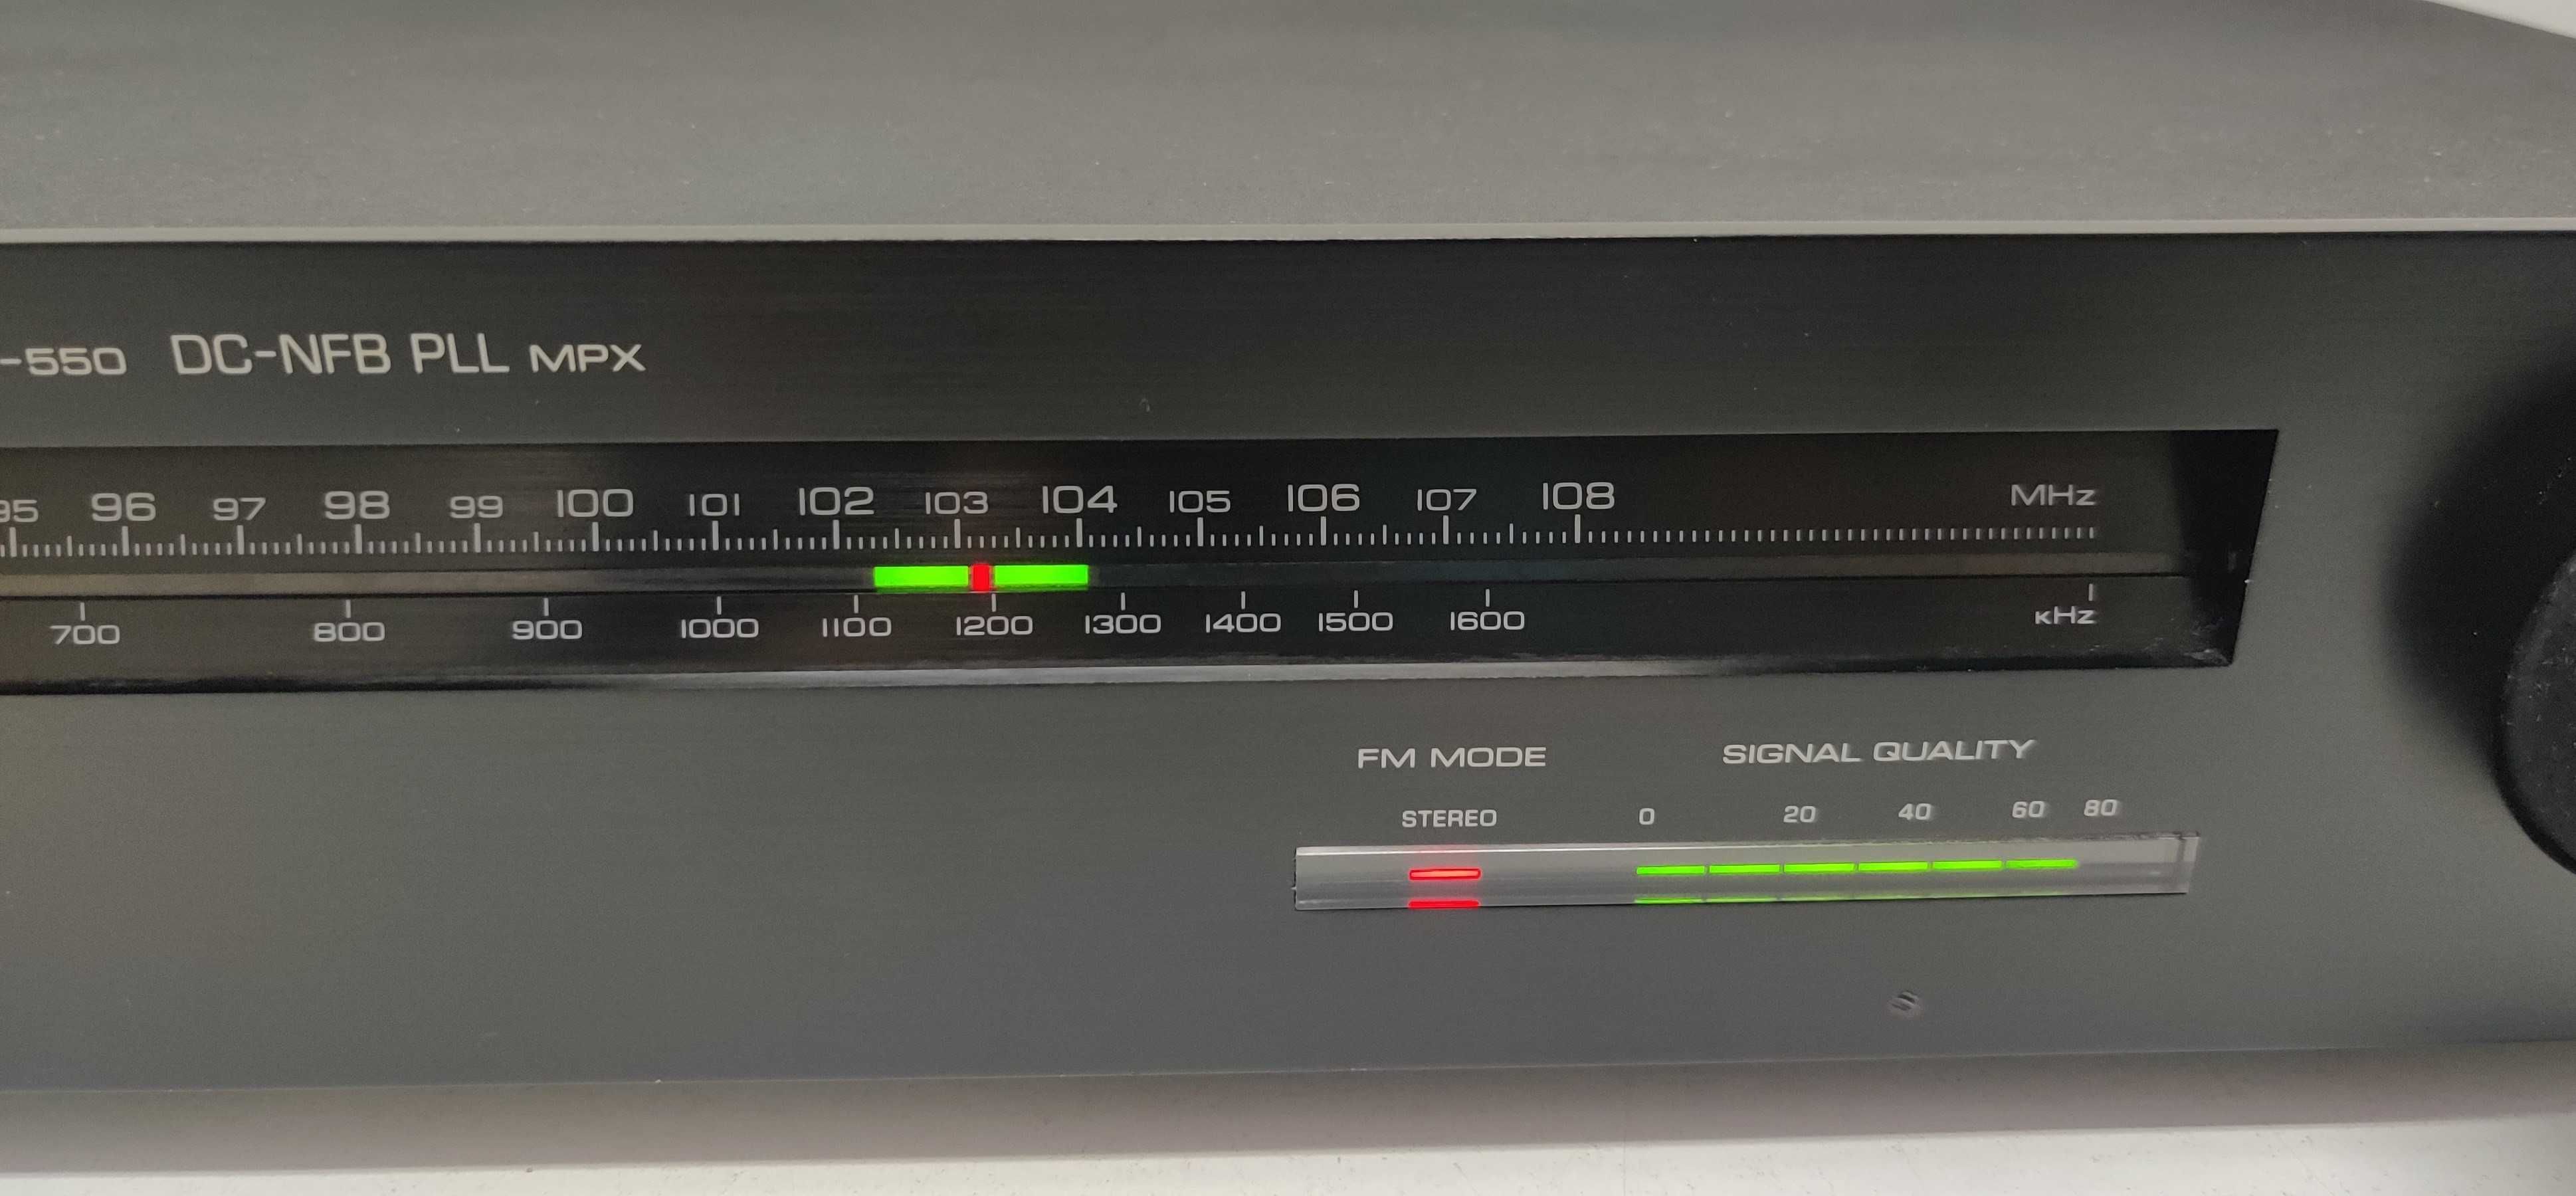 -550 DC-NFB PLL MPX
95 96 97 98 99 100 101 102 103 104 105 106 107 108 MHz
700 800 900 1000 1100 1200 1300 1400 1500 1600 kHz
FM MODE SIGNAL QUALITY
STEREO 0 20 40 60 80